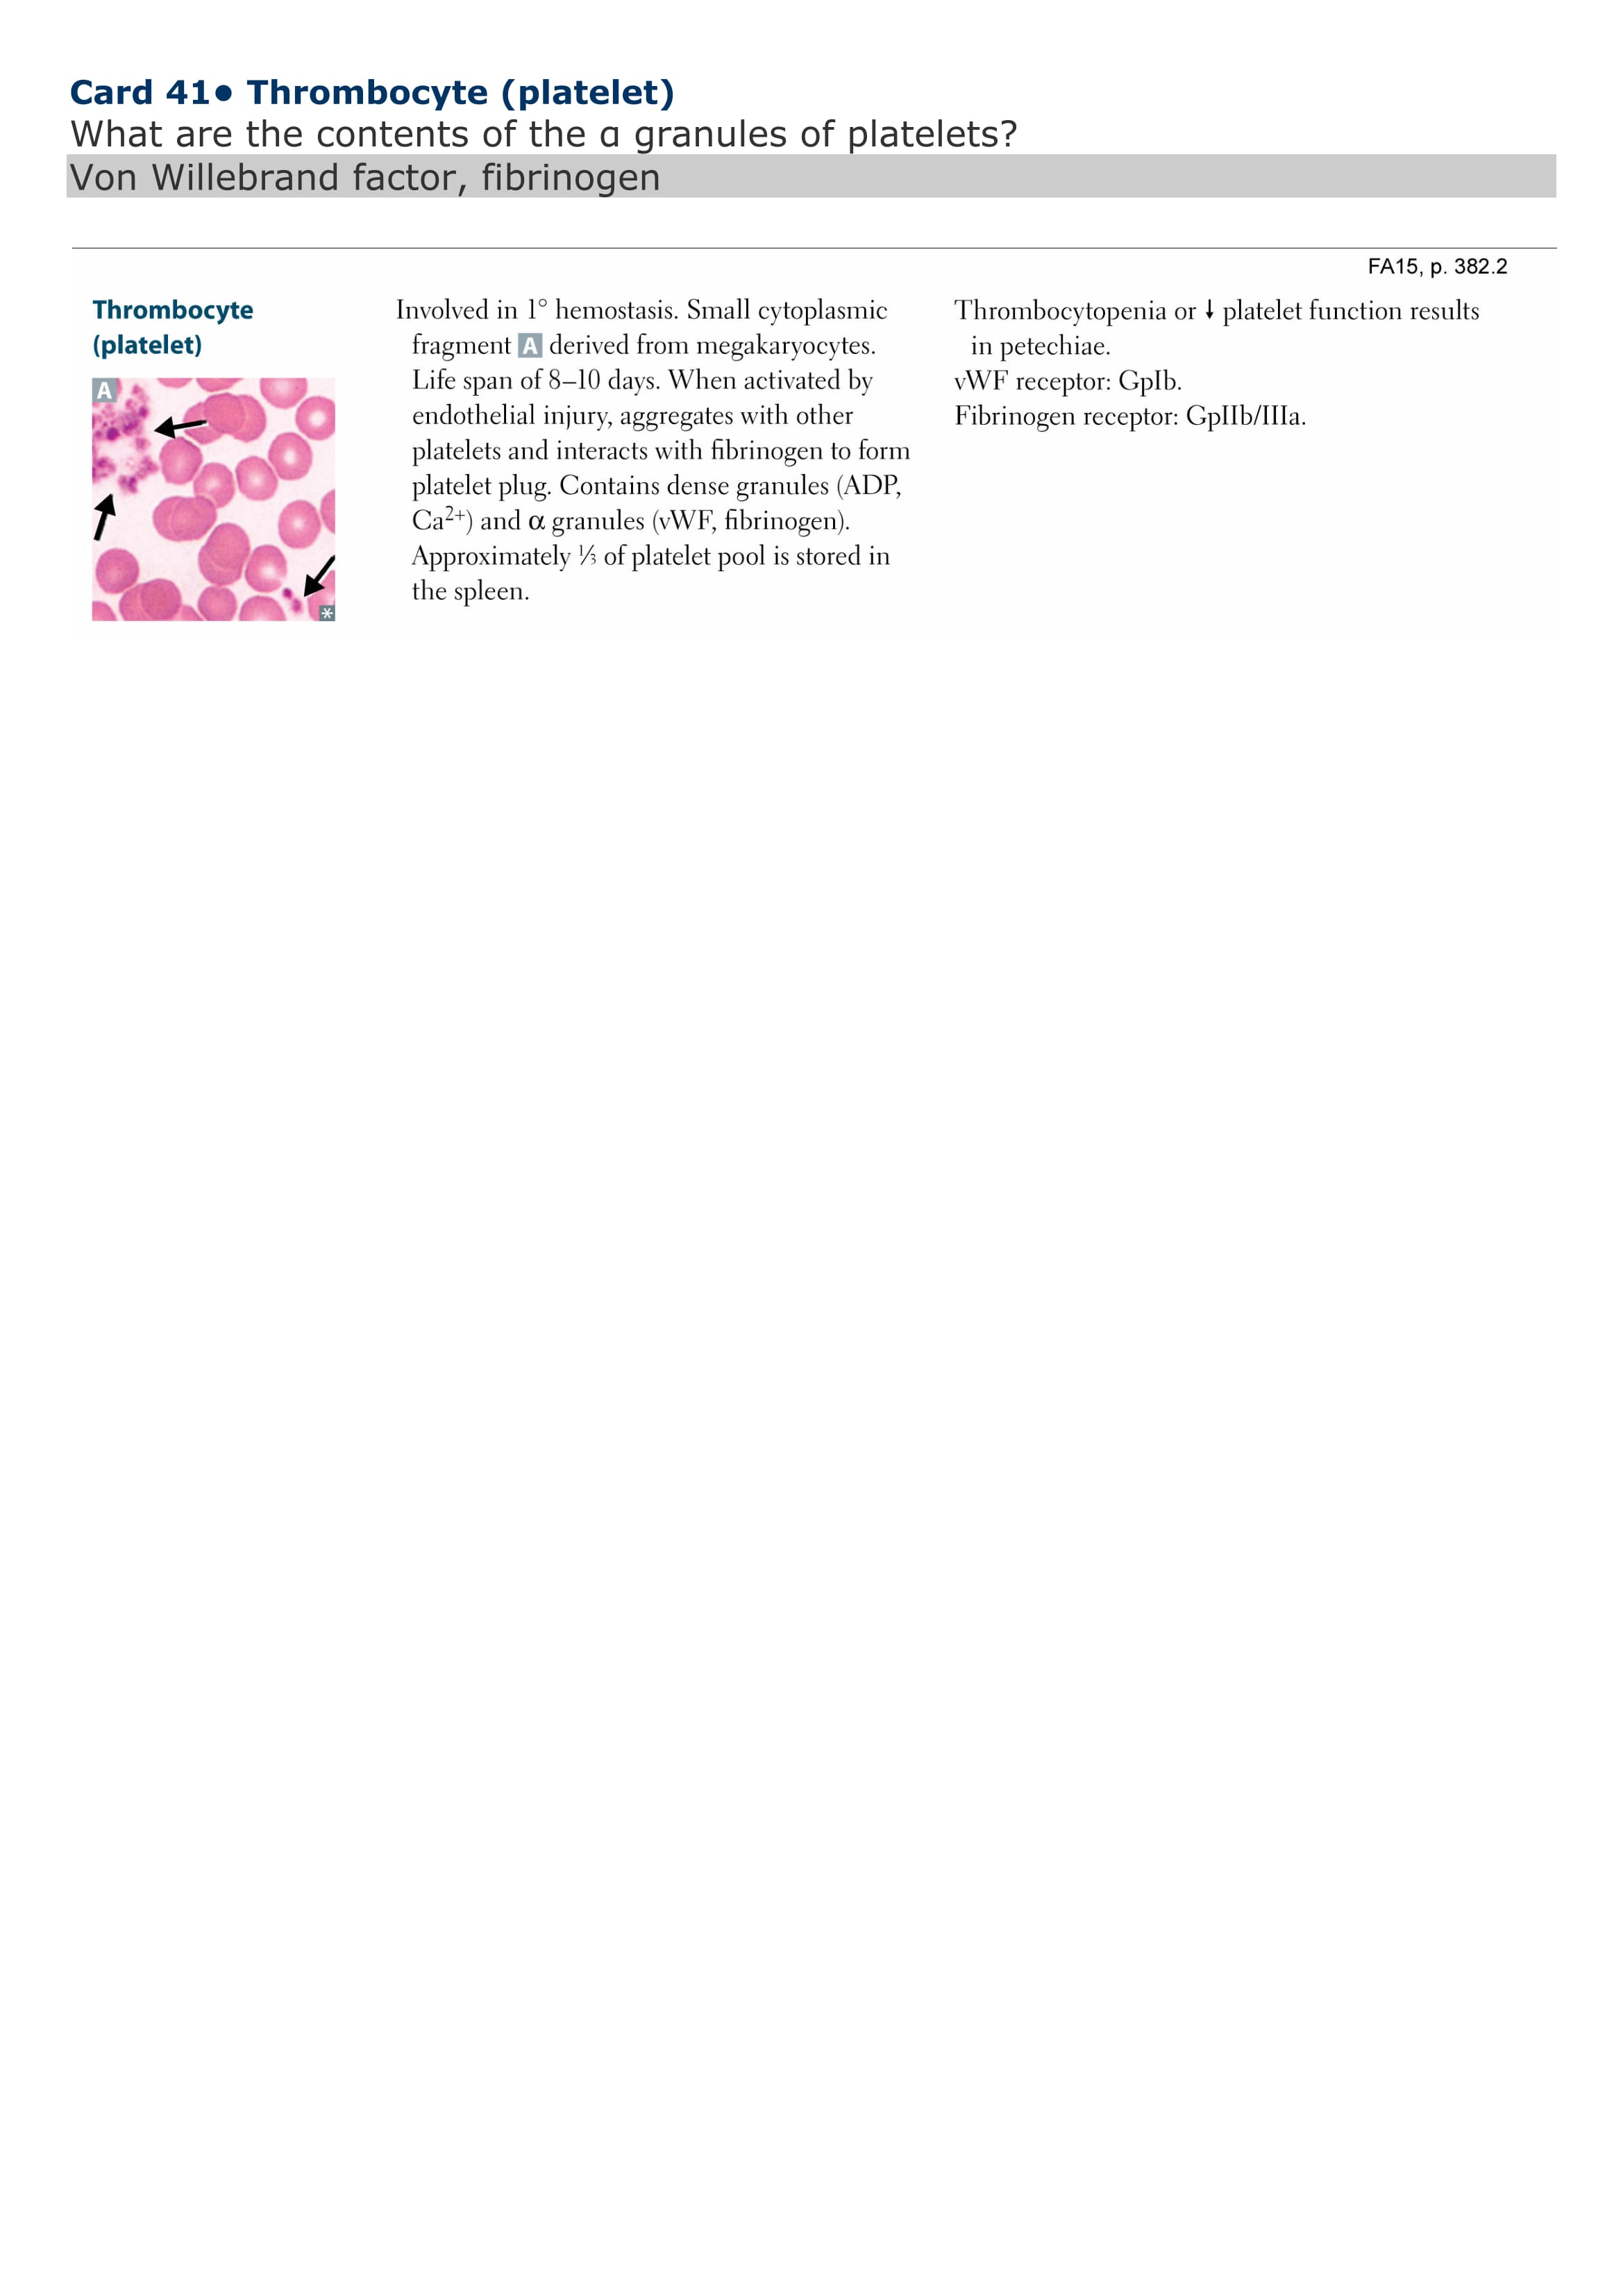 Card 41● Thrombocyte (platelet)
What are the contents of the ɑ granules of platelets?
Von Willebrand factor, fibrinogen
FA15, p. 382.2
Thrombocyte
(platelet)
A
*
Involved in 1° hemostasis. Small cytoplasmic
fragment A derived from megakaryocytes.
Life span of 8–10 days. When activated by
endothelial injury, aggregates with other
platelets and interacts with fibrinogen to form
platelet plug. Contains dense granules (ADP,
Ca²⁺) and α granules (vWF, fibrinogen).
Approximately ⅓ of platelet pool is stored in
the spleen.
Thrombocytopenia or ↓ platelet function results
in petechiae.
vWF receptor: GpIb.
Fibrinogen receptor: GpIIb/IIIa.